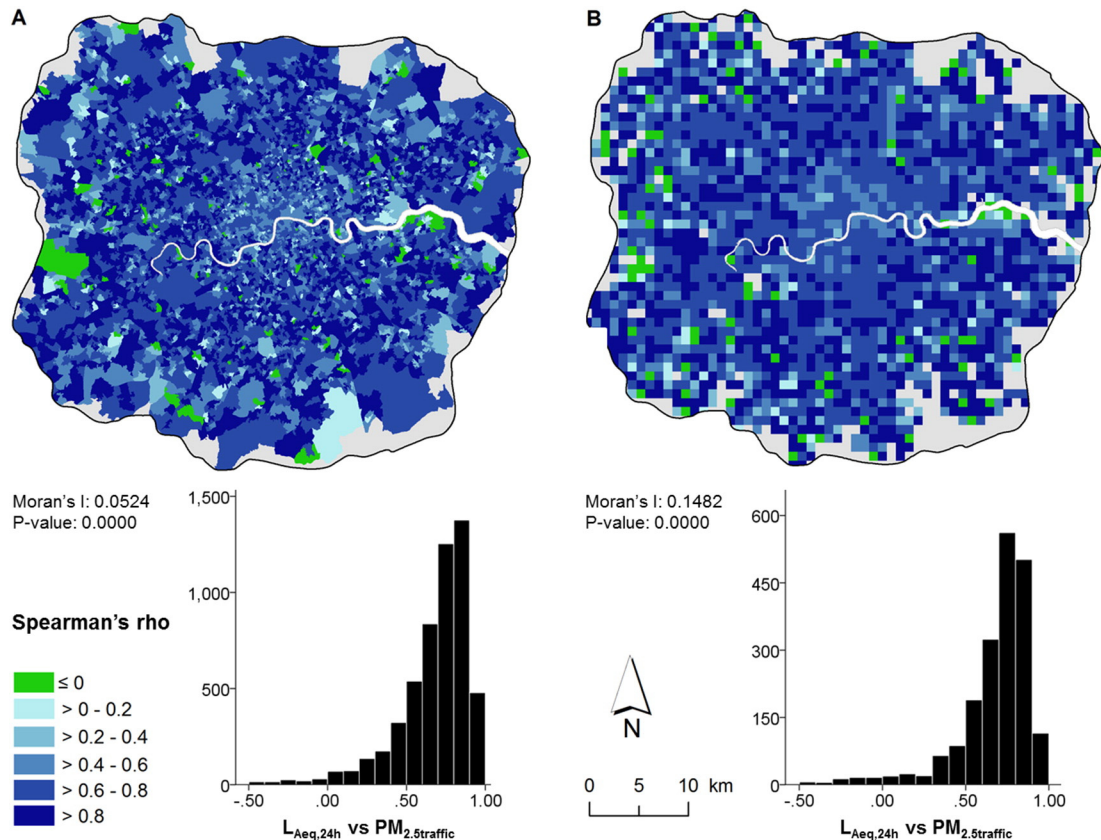 A
B
Moran's I: 0.0524
P-value: 0.0000
Spearman's rho
≤ 0
> 0 - 0.2
> 0.2 - 0.4
> 0.4 - 0.6
> 0.6 - 0.8
> 0.8
1,500
1,000
500
0
-.50 .00 .50 1.00
LAeq,24h vs PM2.5traffic
Moran's I: 0.1482
P-value: 0.0000
N
0 5 10 km
600
450
300
150
0
-.50 .00 .50 1.00
LAeq,24h vs PM2.5traffic